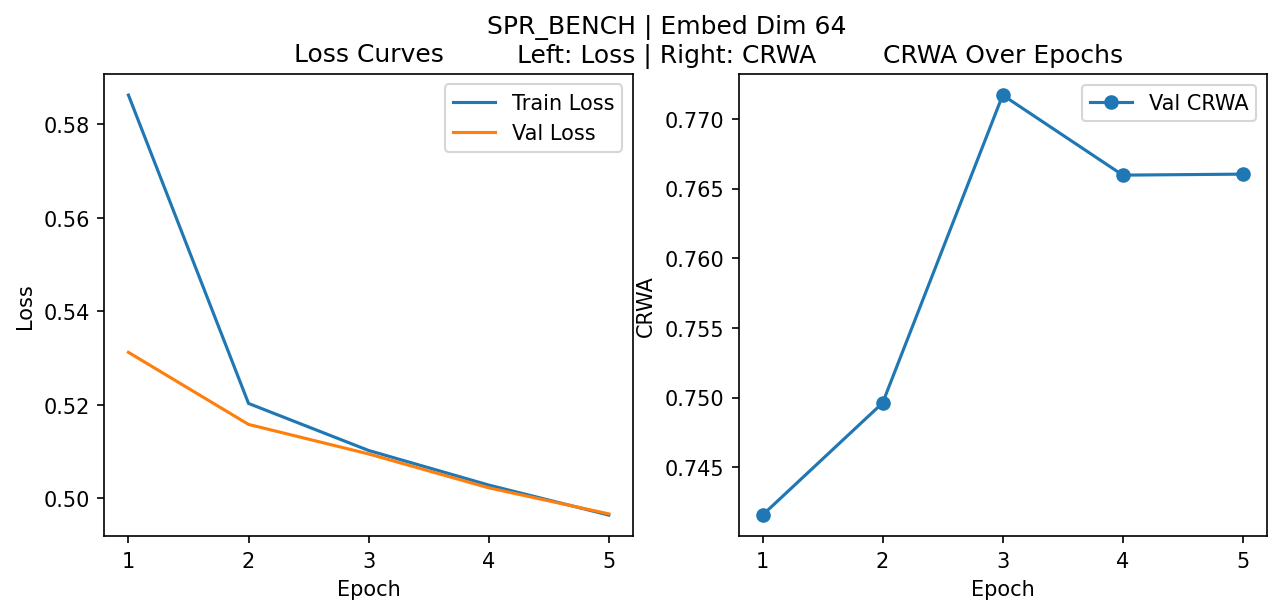 SPR_BENCH | Embed Dim 64
Left: Loss | Right: CRWA
Loss Curves
Train Loss
Val Loss
0.58
0.56
0.54
0.52
0.50
Loss
1 2 3 4 5
Epoch
CRWA Over Epochs
Val CRWA
0.770
0.765
0.760
0.755
0.750
0.745
CRWA
1 2 3 4 5
Epoch